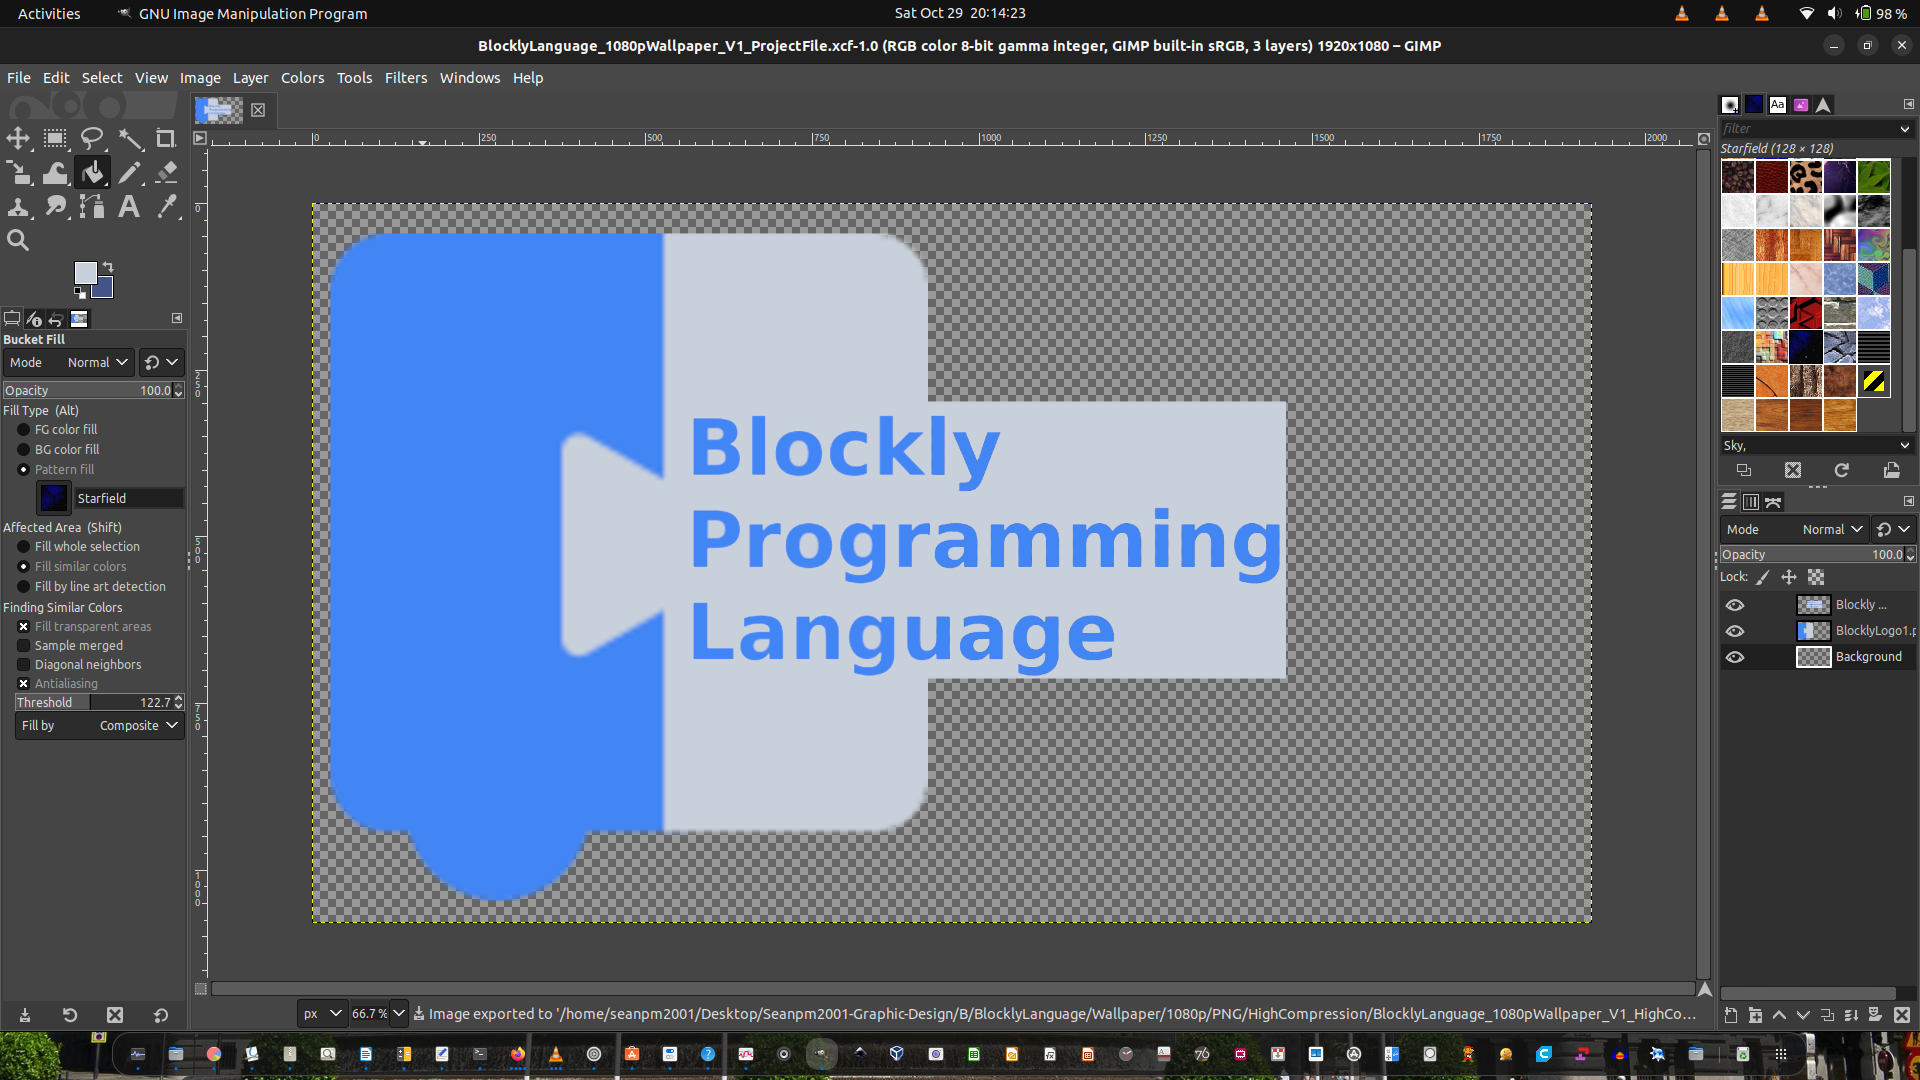 Activities
GNU Image Manipulation Program
Sat Oct 29 20:14:23
98 %
BlocklyLanguage_1080pWallpaper_V1_ProjectFile.xcf-1.0 (RGB color 8-bit gamma integer, GIMP built-in sRGB, 3 layers) 1920x1080 – GIMP
File Edit Select View Image Layer Colors Tools Filters Windows Help
0 250 500 750 1000 1250 1500 1750 2000
Aa
filter
Starfield (128 × 128)
0
250
500
750
1000
Bucket Fill
Mode Normal
Opacity 100.0
Fill Type (Alt)
FG color fill
BG color fill
Pattern fill
Starfield
Affected Area (Shift)
Fill whole selection
Fill similar colors
Fill by line art detection
Finding Similar Colors
Fill transparent areas
Sample merged
Diagonal neighbors
Antialiasing
Threshold 122.7
Fill by Composite
Blockly
Programming
Language
Sky,
Mode Normal
Opacity 100.0
Lock:
Blockly ...
BlocklyLogo1.p
Background
px
66.7 %
Image exported to '/home/seanpm2001/Desktop/Seanpm2001-Graphic-Design/B/BlocklyLanguage/Wallpaper/1080p/PNG/HighCompression/BlocklyLanguage_1080pWallpaper_V1_HighCo...